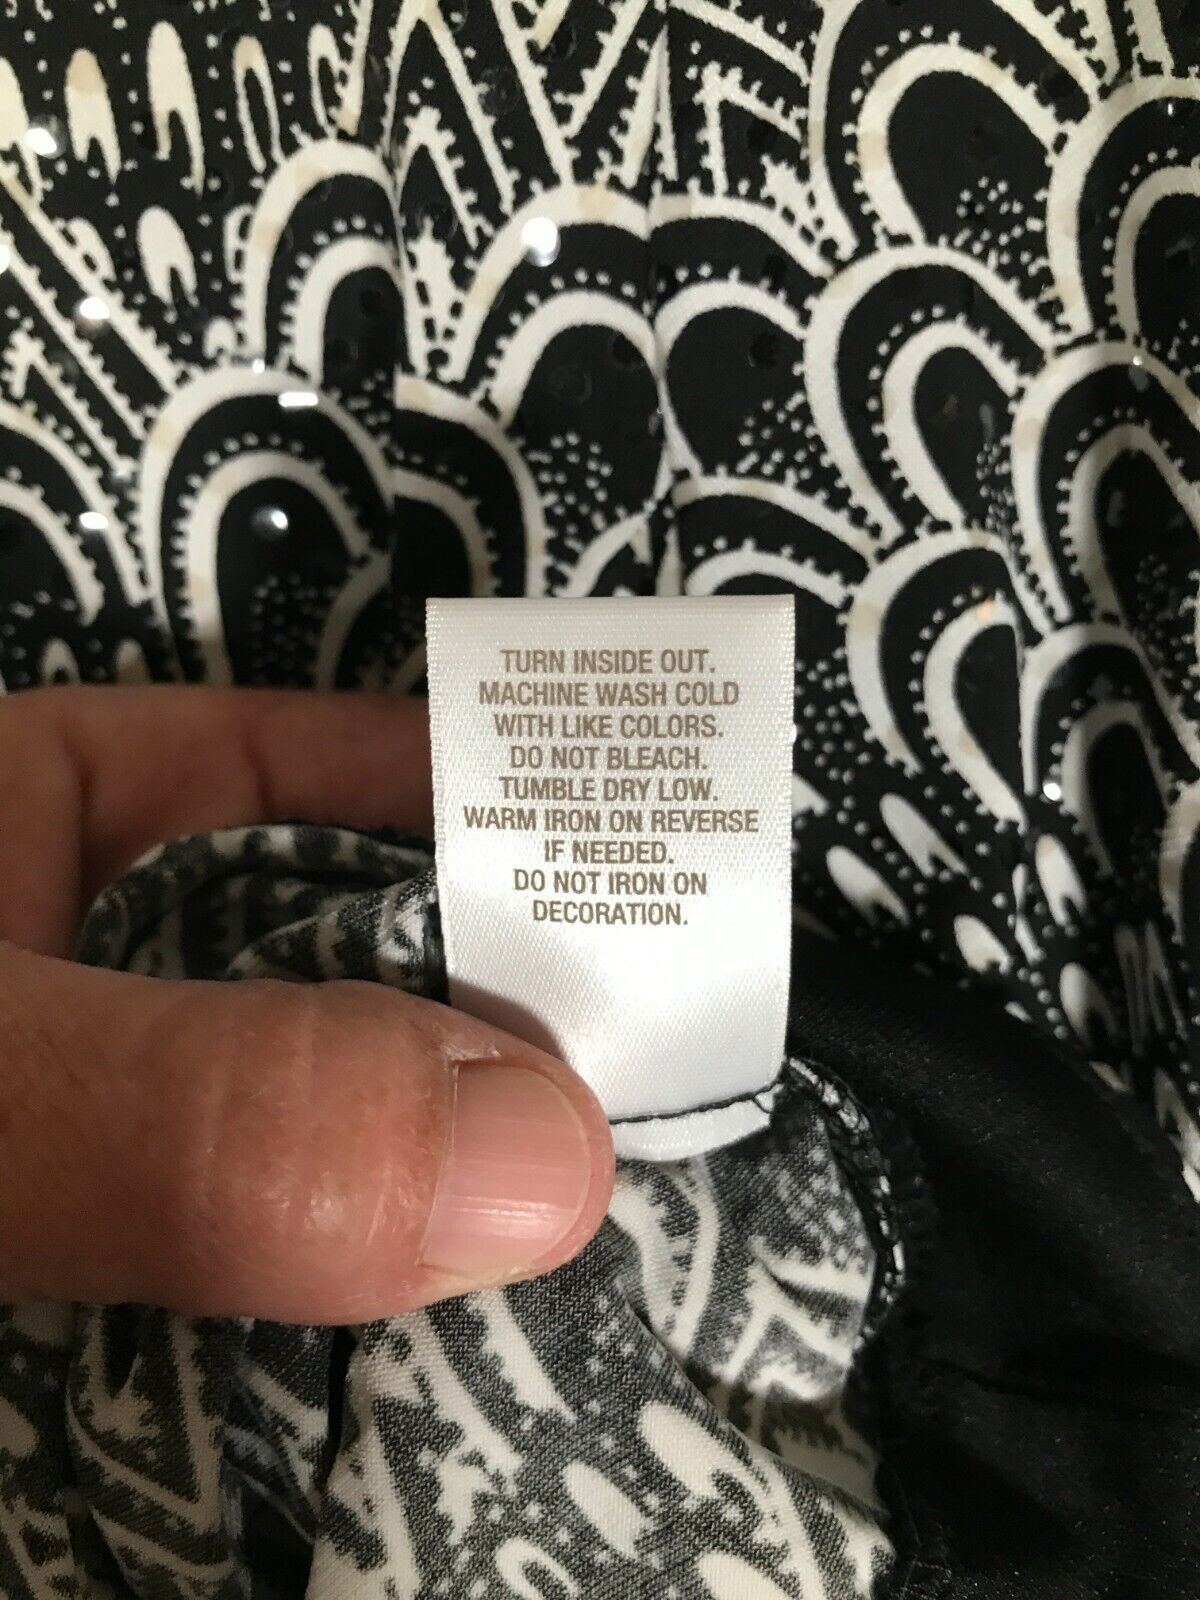 TURN INSIDE OUT.
MACHINE WASH COLD
WITH LIKE COLORS.
DO NOT BLEACH.
TUMBLE DRY LOW.
WARM IRON ON REVERSE
IF NEEDED.
DO NOT IRON ON
DECORATION.